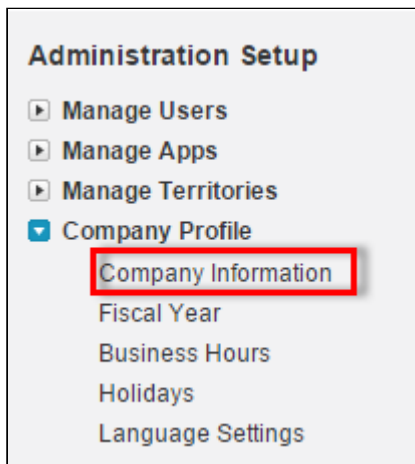 Administration Setup
Manage Users
Manage Apps
Manage Territories
Company Profile
Company Information
Fiscal Year
Business Hours
Holidays
Language Settings